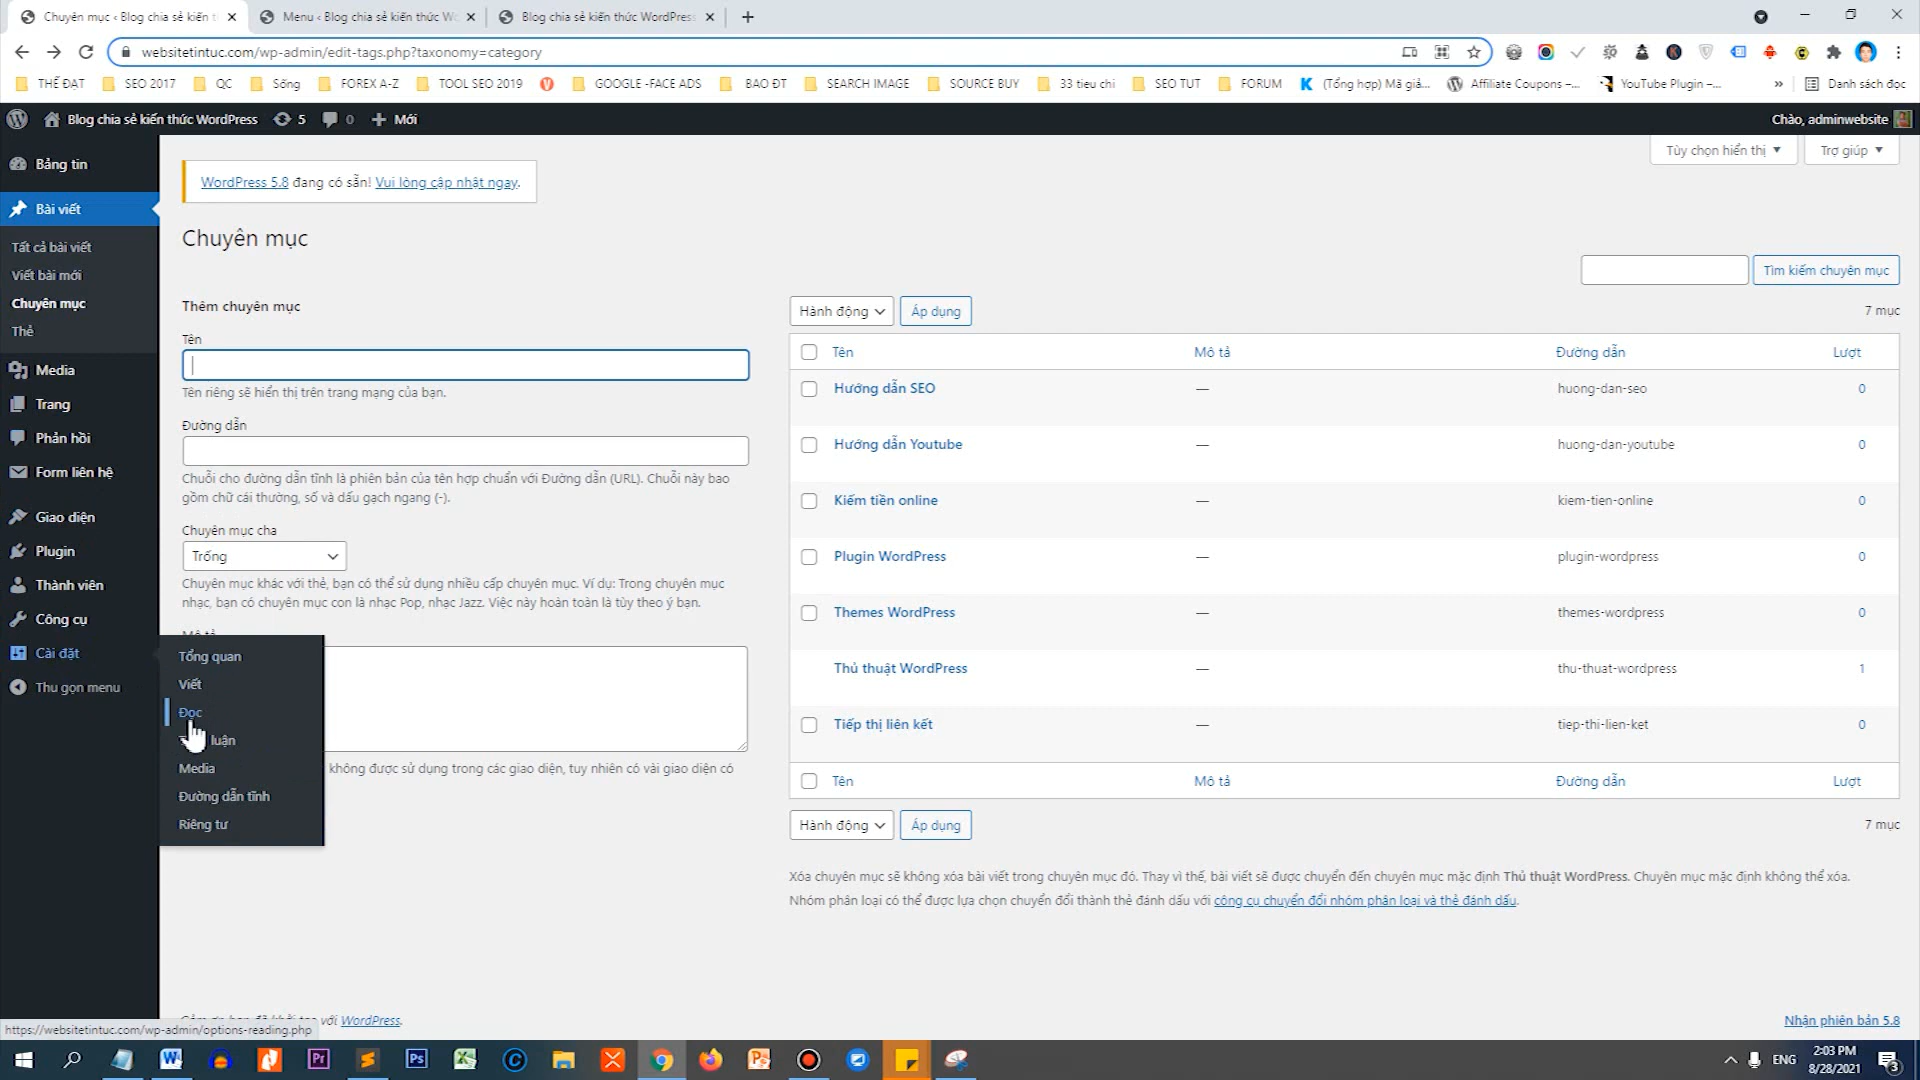 Chuyên mục ‹ Blog chia sẻ kiến t
Menu ‹ Blog chia sẻ kiến thức Wo
Blog chia sẻ kiến thức WordPress
websitetintuc.com/wp-admin/edit-tags.php?taxonomy=category
THẾ ĐẠT
SEO 2017
QC
Sống
FOREX A-Z
TOOL SEO 2019
GOOGLE -FACE ADS
BAO ĐT
SEARCH IMAGE
SOURCE BUY
33 tieu chi
SEO TUT
FORUM
(Tổng hợp) Mã giả...
Affiliate Coupons –...
YouTube Plugin –...
»
Danh sách đọc
Blog chia sẻ kiến thức WordPress
5
0
Mới
Chào, adminwebsite
Bảng tin
Bài viết
Tất cả bài viết
Viết bài mới
Chuyên mục
Thẻ
Media
Trang
Phản hồi
Form liên hệ
Giao diện
Plugin
Thành viên
Công cụ
Cài đặt
Thu gọn menu
Tổng quan
Viết
Đọc
luận
Media
Đường dẫn tĩnh
Riêng tư
Tùy chọn hiển thị
Trợ giúp
WordPress 5.8 đang có sẵn! Vui lòng cập nhật ngay.
Chuyên mục
Tìm kiếm chuyên mục
Thêm chuyên mục
Tên
Tên riêng sẽ hiển thị trên trang mạng của bạn.
Đường dẫn
Chuỗi cho đường dẫn tĩnh là phiên bản của tên hợp chuẩn với Đường dẫn (URL). Chuỗi này bao
gồm chữ cái thường, số và dấu gạch ngang (-).
Chuyên mục cha
Trống
Chuyên mục khác với thẻ, bạn có thể sử dụng nhiều cấp chuyên mục. Ví dụ: Trong chuyên mục
nhạc, bạn có chuyên mục con là nhạc Pop, nhạc Jazz. Việc này hoàn toàn là tùy theo ý bạn.
không được sử dụng trong các giao diện, tuy nhiên có vài giao diện có
Hành động
Áp dụng
7 mục
Tên Mô tả Đường dẫn Lượt
Hướng dẫn SEO — huong-dan-seo 0
Hướng dẫn Youtube — huong-dan-youtube 0
Kiếm tiền online — kiem-tien-online 0
Plugin WordPress — plugin-wordpress 0
Themes WordPress — themes-wordpress 0
Thủ thuật WordPress — thu-thuat-wordpress 1
Tiếp thị liên kết — tiep-thi-lien-ket 0
Tên Mô tả Đường dẫn Lượt
Hành động
Áp dụng
7 mục
Xóa chuyên mục sẽ không xóa bài viết trong chuyên mục đó. Thay vì thế, bài viết sẽ được chuyển đến chuyên mục mặc định Thủ thuật WordPress. Chuyên mục mặc định không thể xóa.
Nhóm phân loại có thể được lựa chọn chuyển đổi thành thẻ đánh dấu với công cụ chuyển đổi nhóm phân loại và thẻ đánh dấu.
với WordPress.
Nhận phiên bản 5.8
https://websitetintuc.com/wp-admin/options-reading.php
ENG
2:03 PM
8/28/2021
3